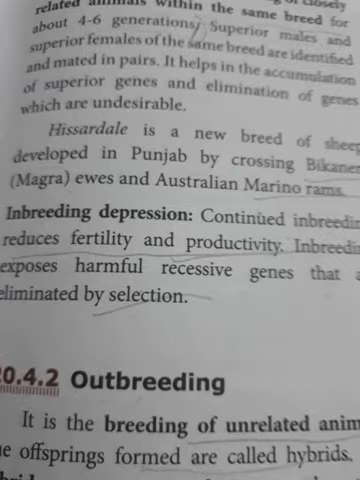 related animals within the same breed for
about 4-6 generations. Superior males and
superior females of the same breed are identified
and mated in pairs. It helps in the accumulation
of superior genes and elimination of genes
which are undesirable.
Hissardale is a new breed of sheep
developed in Punjab by crossing Bikaner
(Magra) ewes and Australian Marino rams.
Inbreeding depression: Continued inbreedin
reduces fertility and productivity. Inbreedin
exposes harmful recessive genes that a
eliminated by selection.
0.4.2 Outbreeding
It is the breeding of unrelated anim
e offsprings formed are called hybrids.